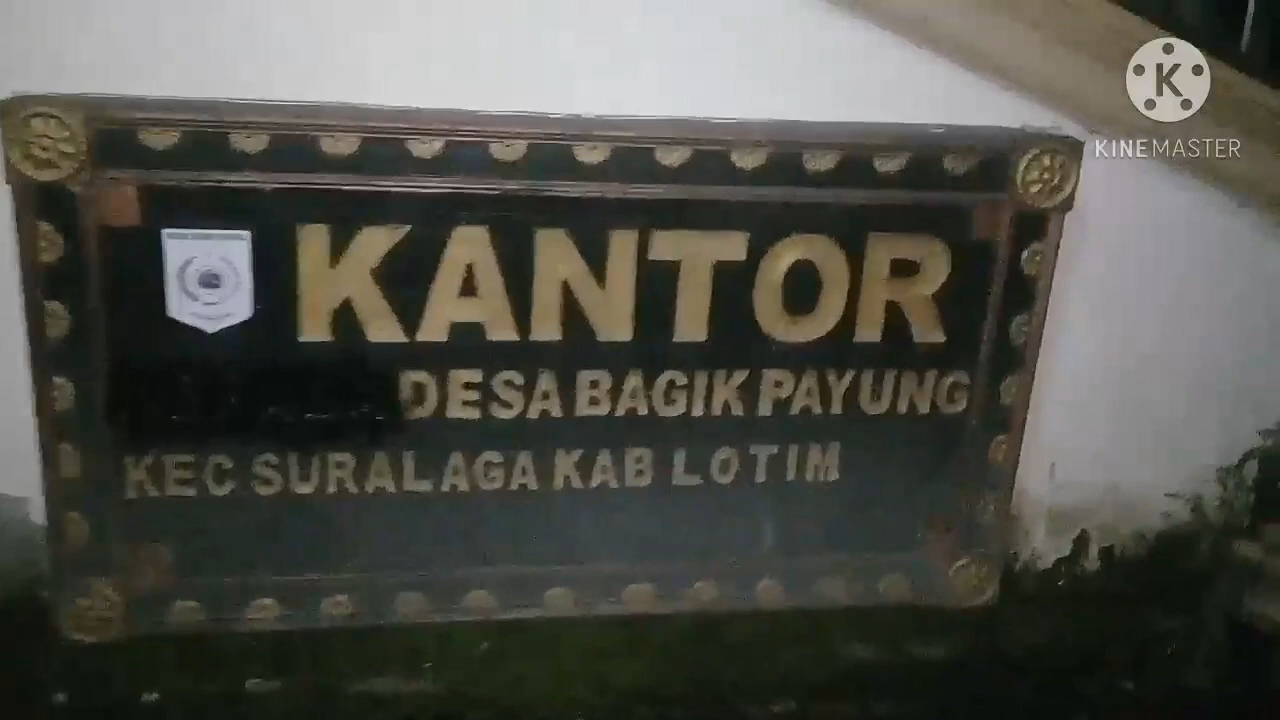 K
KINEMASTER
KANTOR
DESA BAGIK PAYUNG
KEC SURALAGA KAB LOTIM